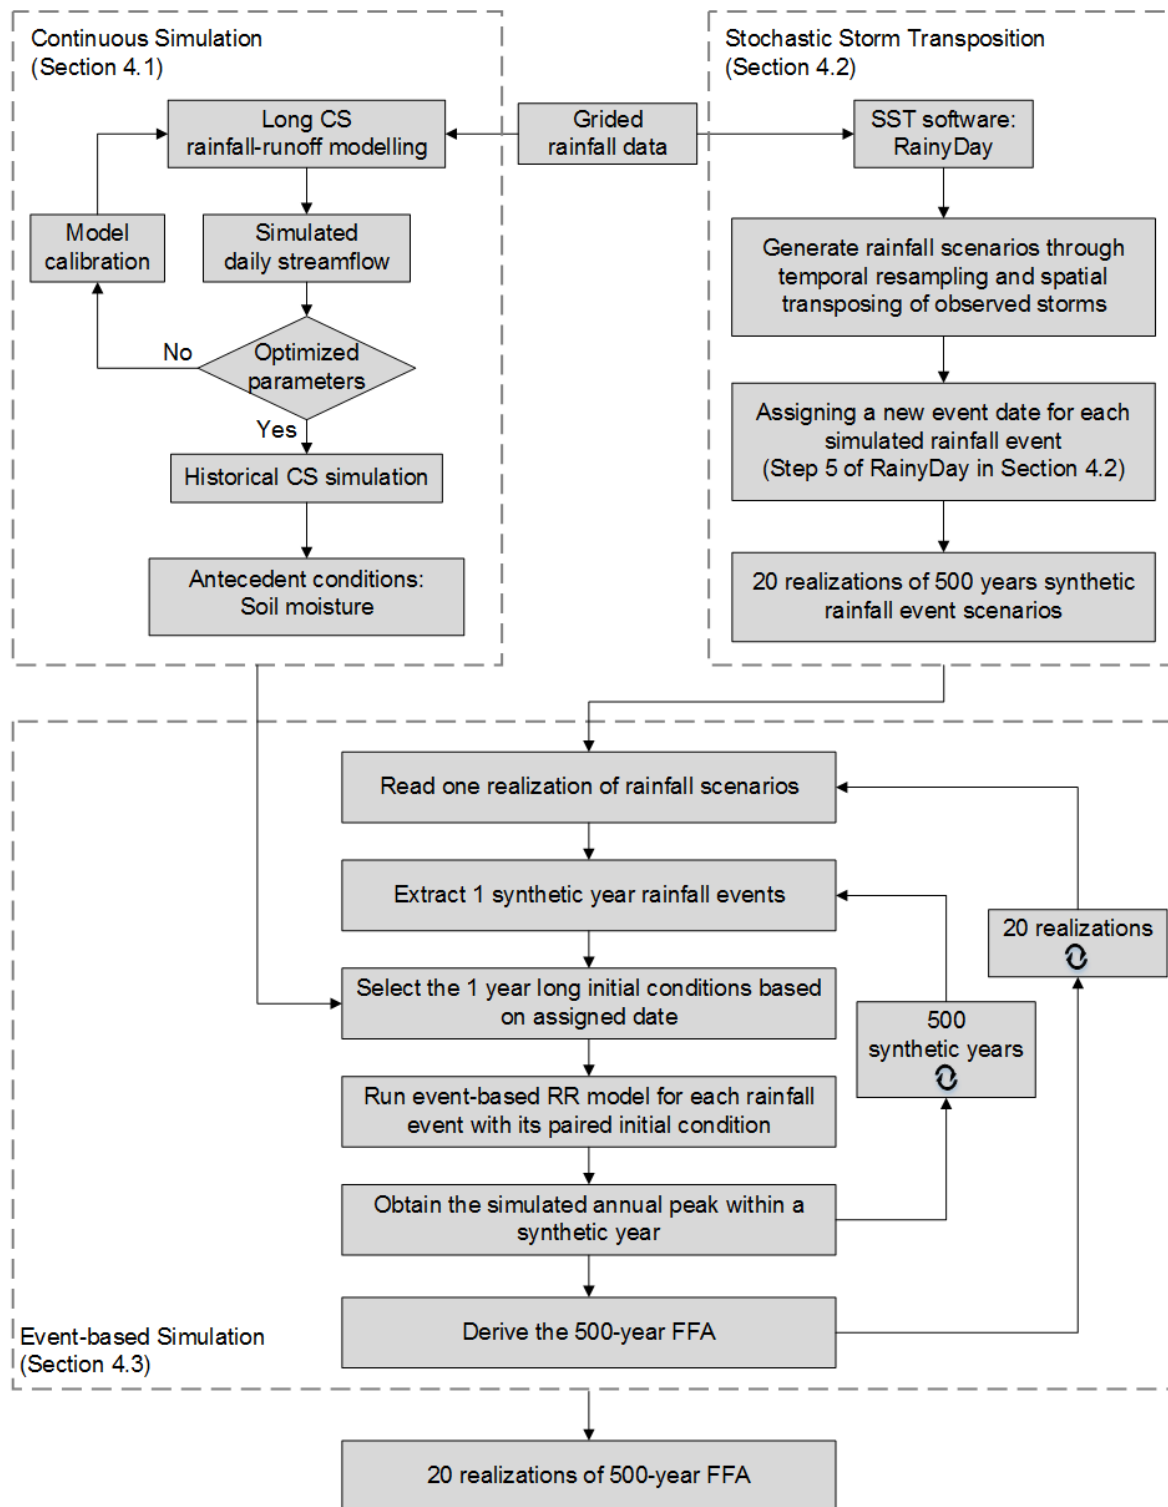 Continuous Simulation
(Section 4.1)
Stochastic Storm Transposition
(Section 4.2)
Long CS
rainfall-runoff modelling
Grided
rainfall data
SST software:
RainyDay
Model
calibration
Simulated
daily streamflow
Generate rainfall scenarios through
temporal resampling and spatial
transposing of observed storms
No
Optimized
parameters
Yes
Assigning a new event date for each
simulated rainfall event
(Step 5 of RainyDay in Section 4.2)
Historical CS simulation
Antecedent conditions:
Soil moisture
20 realizations of 500 years synthetic
rainfall event scenarios
Read one realization of rainfall scenarios
Extract 1 synthetic year rainfall events
20 realizations
Select the 1 year long initial conditions based
on assigned date
500
synthetic years
Run event-based RR model for each rainfall
event with its paired initial condition
Obtain the simulated annual peak within a
synthetic year
Derive the 500-year FFA
Event-based Simulation
(Section 4.3)
20 realizations of 500-year FFA